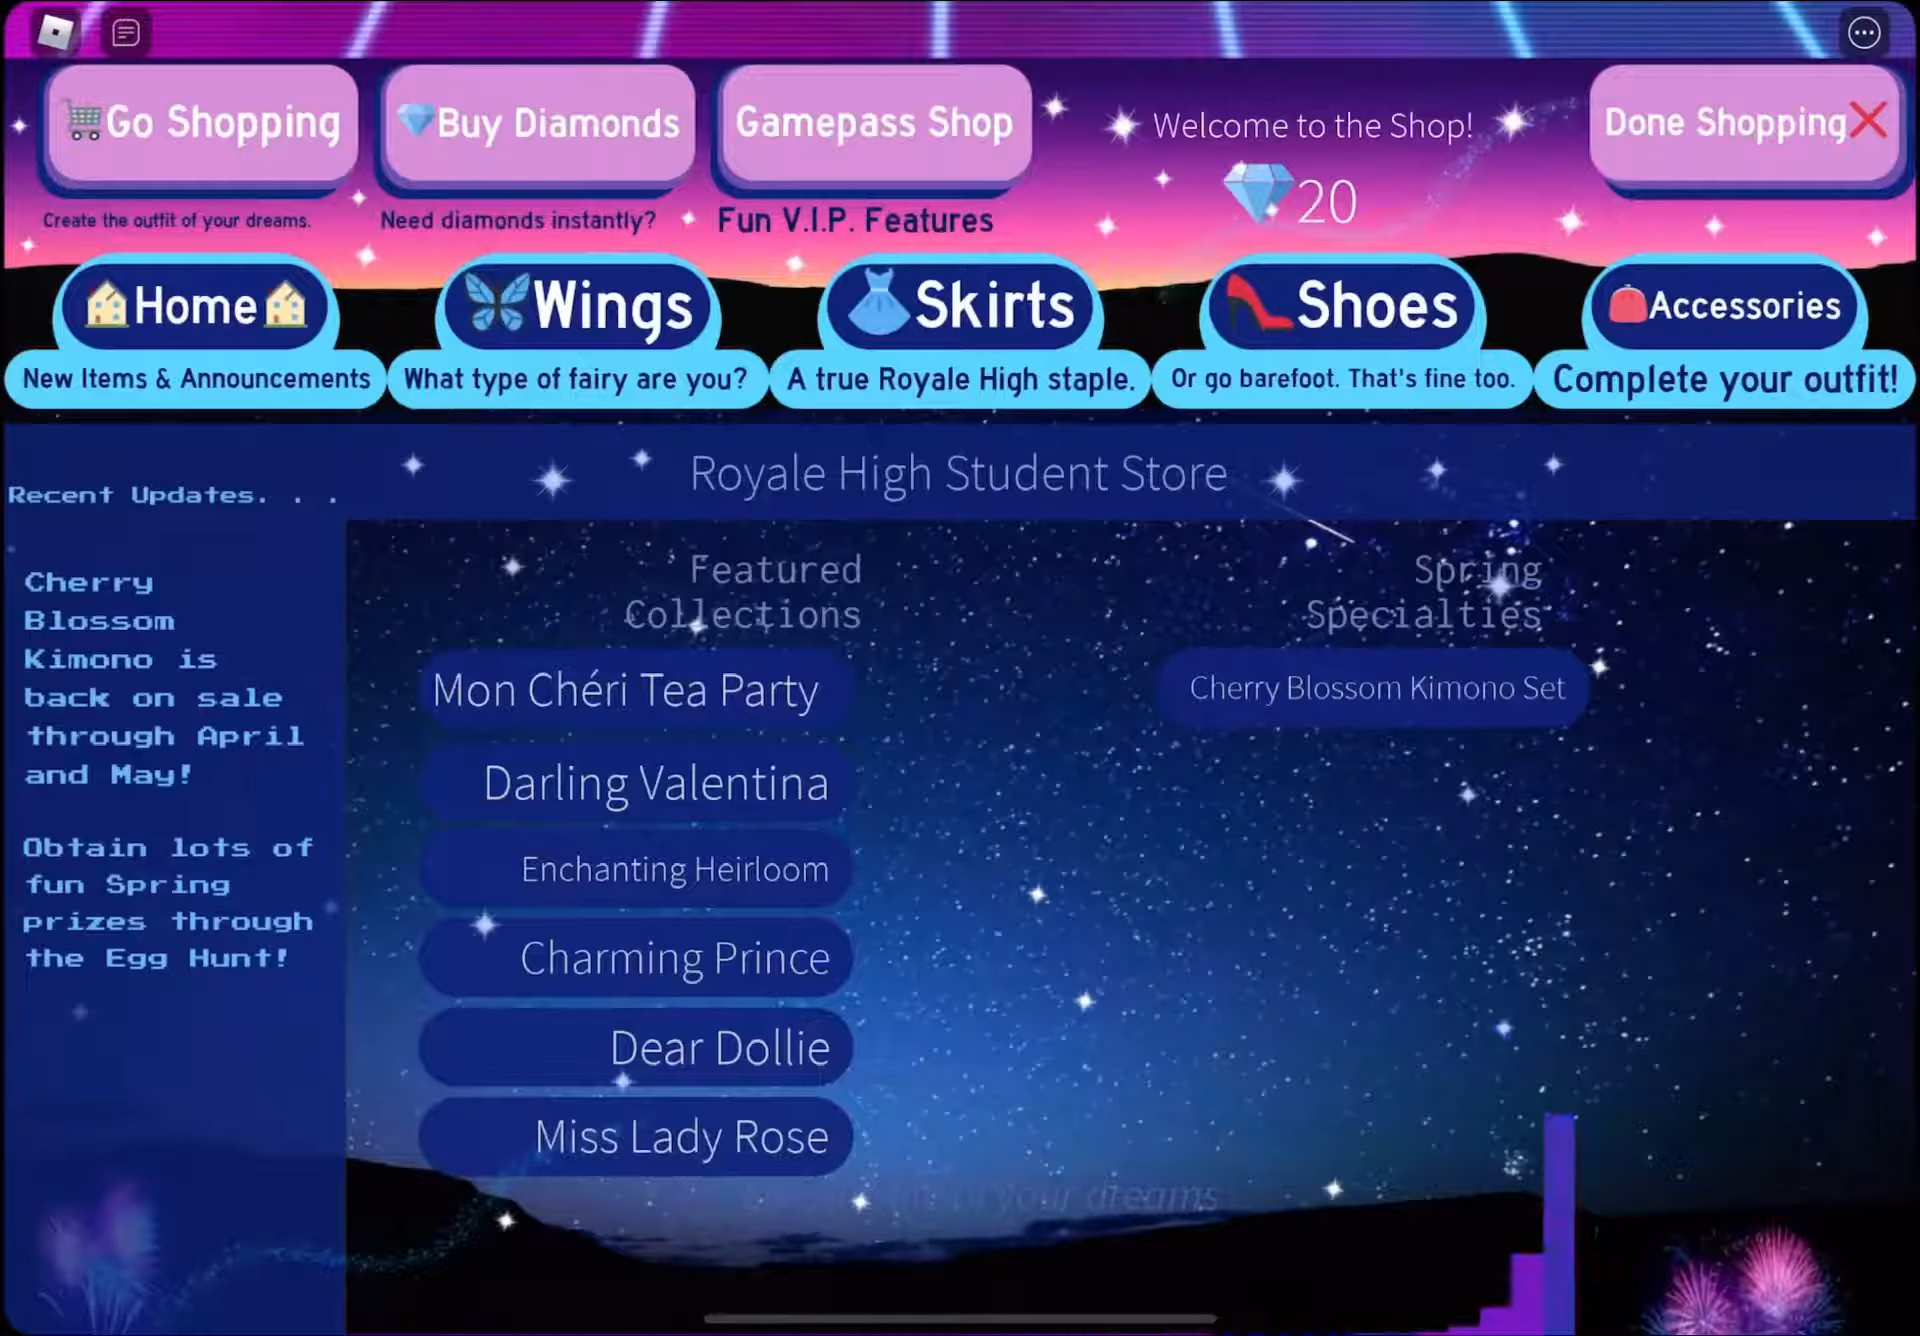 Go Shopping
Buy Diamonds
Gamepass Shop
Welcome to the Shop!
Done Shopping
20
Create the outfit of your dreams.
Need diamonds instantly?
Fun V.I.P. Features
Home
Wings
Skirts
Shoes
Accessories
New Items & Announcements
What type of fairy are you?
A true Royale High staple.
Or go barefoot. That's fine too.
Complete your outfit!
Royale High Student Store
Recent Updates. . .
Cherry
Blossom
Kimono is
back on sale
through April
and May!
Obtain lots of
fun Spring
prizes through
the Egg Hunt!
Featured
Collections
Mon Chéri Tea Party
Darling Valentina
Enchanting Heirloom
Charming Prince
Dear Dollie
Miss Lady Rose
Spring
Specialties
Cherry Blossom Kimono Set
your dreams